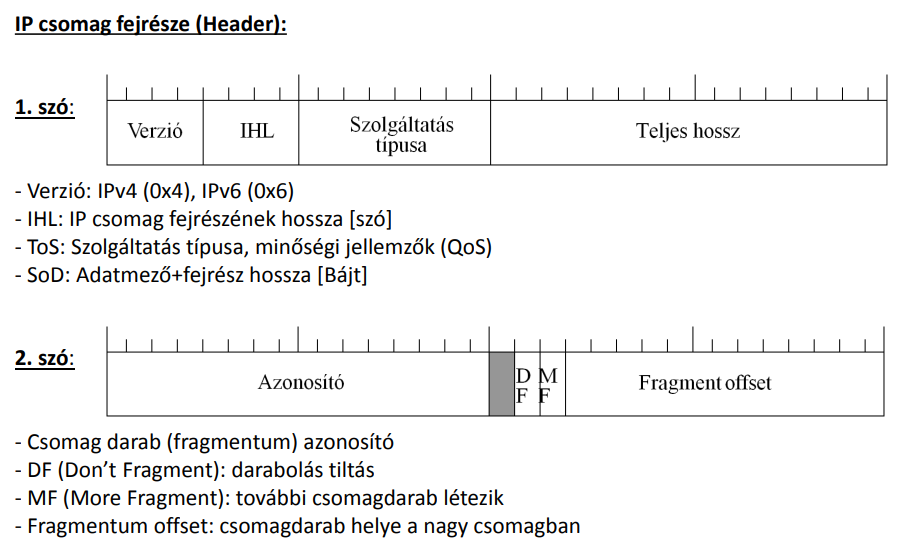 IP csomag fejrésze (Header):
1. szó:
Verzió
IHL
Szolgáltatás
típusa
Teljes hossz
- Verzió: IPv4 (0x4), IPv6 (0x6)
- IHL: IP csomag fejrészének hossza [szó]
- ToS: Szolgáltatás típusa, minőségi jellemzők (QoS)
- SoD: Adatmező+fejrész hossza [Bájt]
2. szó:
Azonosító
D
F
M
F
Fragment offset
- Csomag darab (fragmentum) azonosító
- DF (Don’t Fragment): darabolás tiltás
- MF (More Fragment): további csomagdarab létezik
- Fragmentum offset: csomagdarab helye a nagy csomagban